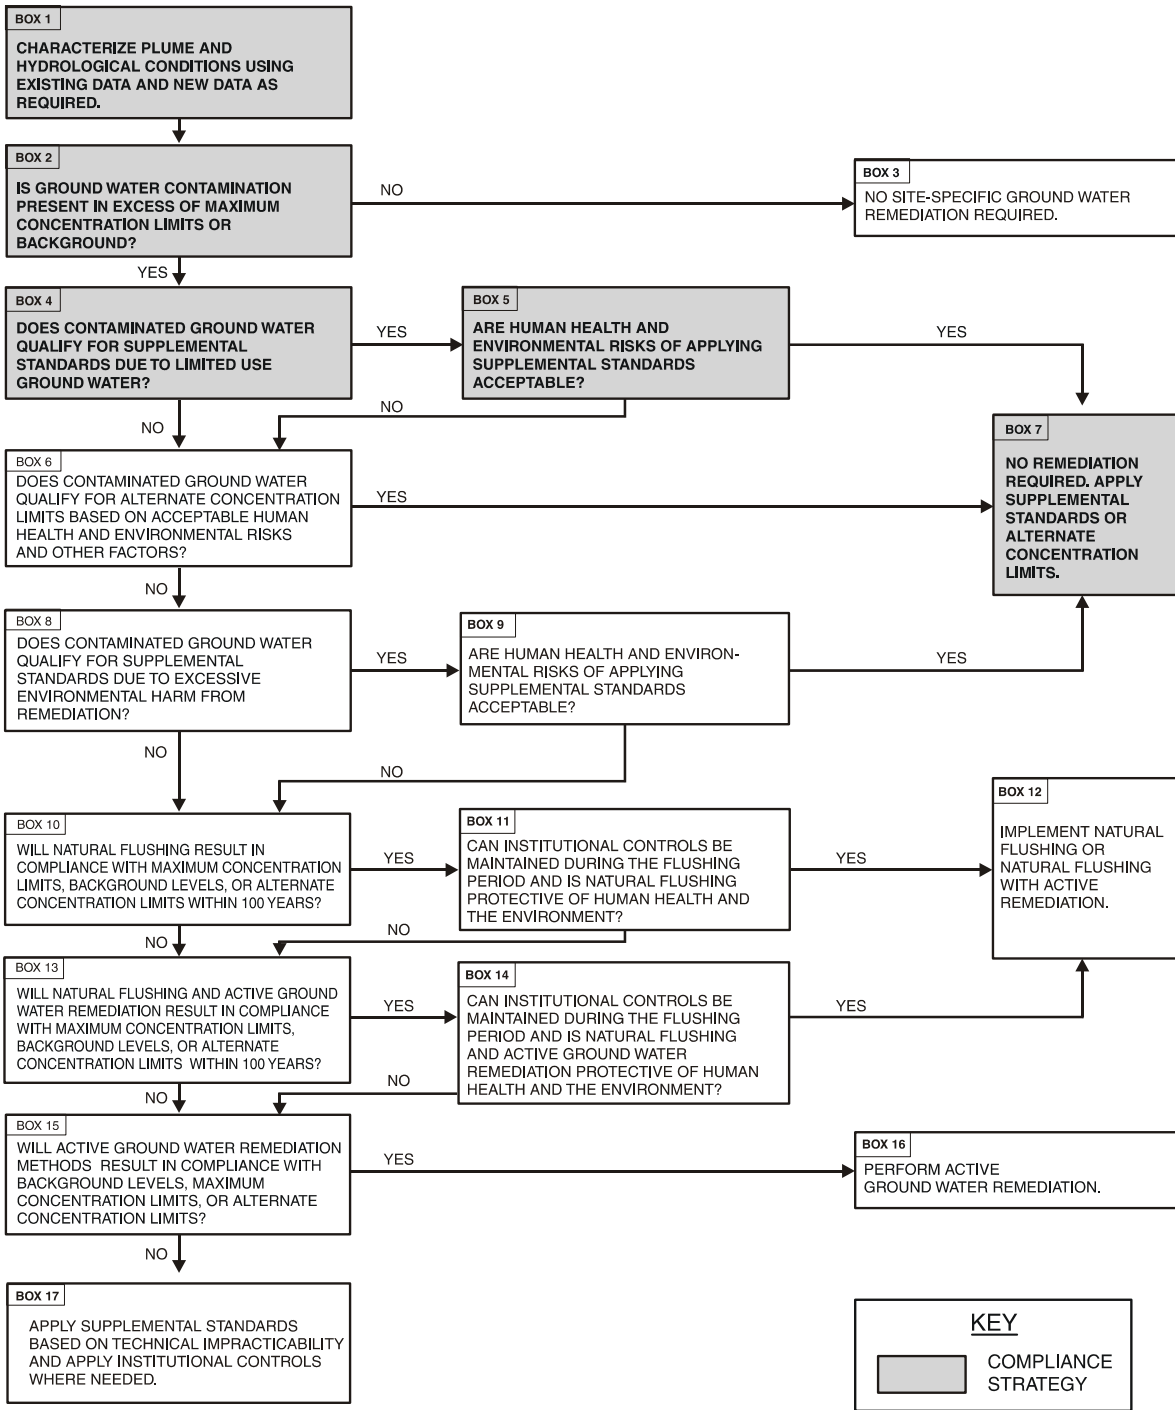 BOX 1
CHARACTERIZE PLUME AND
HYDROLOGICAL CONDITIONS USING
EXISTING DATA AND NEW DATA AS
REQUIRED.
BOX 2
IS GROUND WATER CONTAMINATION
PRESENT IN EXCESS OF MAXIMUM
CONCENTRATION LIMITS OR
BACKGROUND?
NO
BOX 3
NO SITE-SPECIFIC GROUND WATER
REMEDIATION REQUIRED.
YES
BOX 4
DOES CONTAMINATED GROUND WATER
QUALIFY FOR SUPPLEMENTAL
STANDARDS DUE TO LIMITED USE
GROUND WATER?
YES
BOX 5
ARE HUMAN HEALTH AND
ENVIRONMENTAL RISKS OF APPLYING
SUPPLEMENTAL STANDARDS
ACCEPTABLE?
YES
NO
NO
BOX 6
DOES CONTAMINATED GROUND WATER
QUALIFY FOR ALTERNATE CONCENTRATION
LIMITS BASED ON ACCEPTABLE HUMAN
HEALTH AND ENVIRONMENTAL RISKS
AND OTHER FACTORS?
YES
BOX 7
NO REMEDIATION
REQUIRED. APPLY
SUPPLEMENTAL
STANDARDS OR
ALTERNATE
CONCENTRATION
LIMITS.
NO
BOX 8
DOES CONTAMINATED GROUND WATER
QUALIFY FOR SUPPLEMENTAL
STANDARDS DUE TO EXCESSIVE
ENVIRONMENTAL HARM FROM
REMEDIATION?
YES
BOX 9
ARE HUMAN HEALTH AND ENVIRON-
MENTAL RISKS OF APPLYING
SUPPLEMENTAL STANDARDS
ACCEPTABLE?
YES
NO
NO
BOX 10
WILL NATURAL FLUSHING RESULT IN
COMPLIANCE WITH MAXIMUM CONCENTRATION
LIMITS, BACKGROUND LEVELS, OR ALTERNATE
CONCENTRATION LIMITS WITHIN 100 YEARS?
YES
BOX 11
CAN INSTITUTIONAL CONTROLS BE
MAINTAINED DURING THE FLUSHING
PERIOD AND IS NATURAL FLUSHING
PROTECTIVE OF HUMAN HEALTH AND
THE ENVIRONMENT?
YES
BOX 12
IMPLEMENT NATURAL
FLUSHING OR
NATURAL FLUSHING
WITH ACTIVE
REMEDIATION.
NO
NO
BOX 13
WILL NATURAL FLUSHING AND ACTIVE GROUND
WATER REMEDIATION RESULT IN COMPLIANCE
WITH MAXIMUM CONCENTRATION LIMITS,
BACKGROUND LEVELS, OR ALTERNATE
CONCENTRATION LIMITS WITHIN 100 YEARS?
YES
BOX 14
CAN INSTITUTIONAL CONTROLS BE
MAINTAINED DURING THE FLUSHING
PERIOD AND IS NATURAL FLUSHING
AND ACTIVE GROUND WATER
REMEDIATION PROTECTIVE OF HUMAN
HEALTH AND THE ENVIRONMENT?
YES
NO
NO
BOX 15
WILL ACTIVE GROUND WATER REMEDIATION
METHODS RESULT IN COMPLIANCE WITH
BACKGROUND LEVELS, MAXIMUM
CONCENTRATION LIMITS, OR ALTERNATE
CONCENTRATION LIMITS?
YES
BOX 16
PERFORM ACTIVE
GROUND WATER REMEDIATION.
NO
BOX 17
APPLY SUPPLEMENTAL STANDARDS
BASED ON TECHNICAL IMPRACTICABILITY
AND APPLY INSTITUTIONAL CONTROLS
WHERE NEEDED.
KEY
COMPLIANCE
STRATEGY